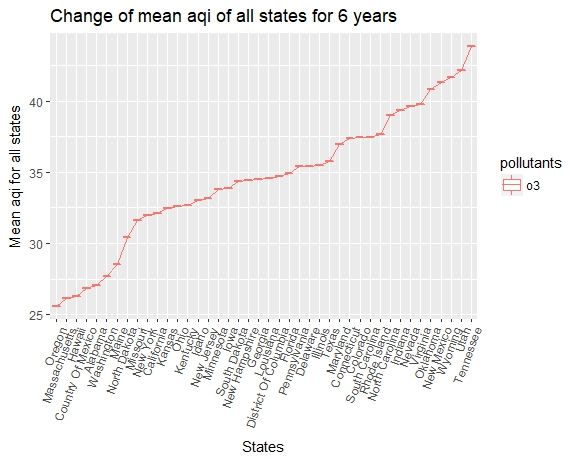 Change of mean aqi of all states for 6 years
Mean aqi for all states
40
35
30
25
Oregon
Massachusetts
Hawaii
Country Of Mexico
Alabama
Washington
Maine
North Dakota
Missouri
New York
California
Kansas
Ohio
Kentucky
Idaho
New Jersey
Minnesota
Iowa
South Dakota
New Hampshire
Georgia
Louisiana
District Of Columbia
Florida
Pennsylvania
Delaware
Illinois
Texas
Maryland
Connecticut
Colorado
South Carolina
Rhode Island
North Carolina
Indiana
Nevada
Virginia
Oklahoma
New Mexico
Wyoming
Utah
Tennessee
States
pollutants
o3